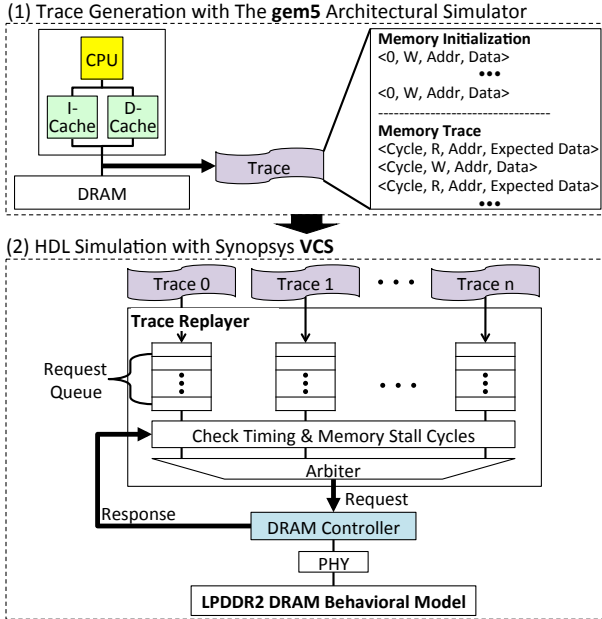 (1) Trace Generation with The gem5 Architectural Simulator
CPU
I-
Cache
D-
Cache
DRAM
Trace
Memory Initialization
<0, W, Addr, Data>
•••
<0, W, Addr, Data>
----------------------------
Memory Trace
<Cycle, R, Addr, Expected Data>
<Cycle, W, Addr, Data>
<Cycle, R, Addr, Expected Data>
•••
(2) HDL Simulation with Synopsys VCS
Trace 0
Trace 1
• • •
Trace n
Trace Replayer
Request
Queue
• • •
Check Timing & Memory Stall Cycles
Arbiter
Request
Response
DRAM Controller
PHY
LPDDR2 DRAM Behavioral Model